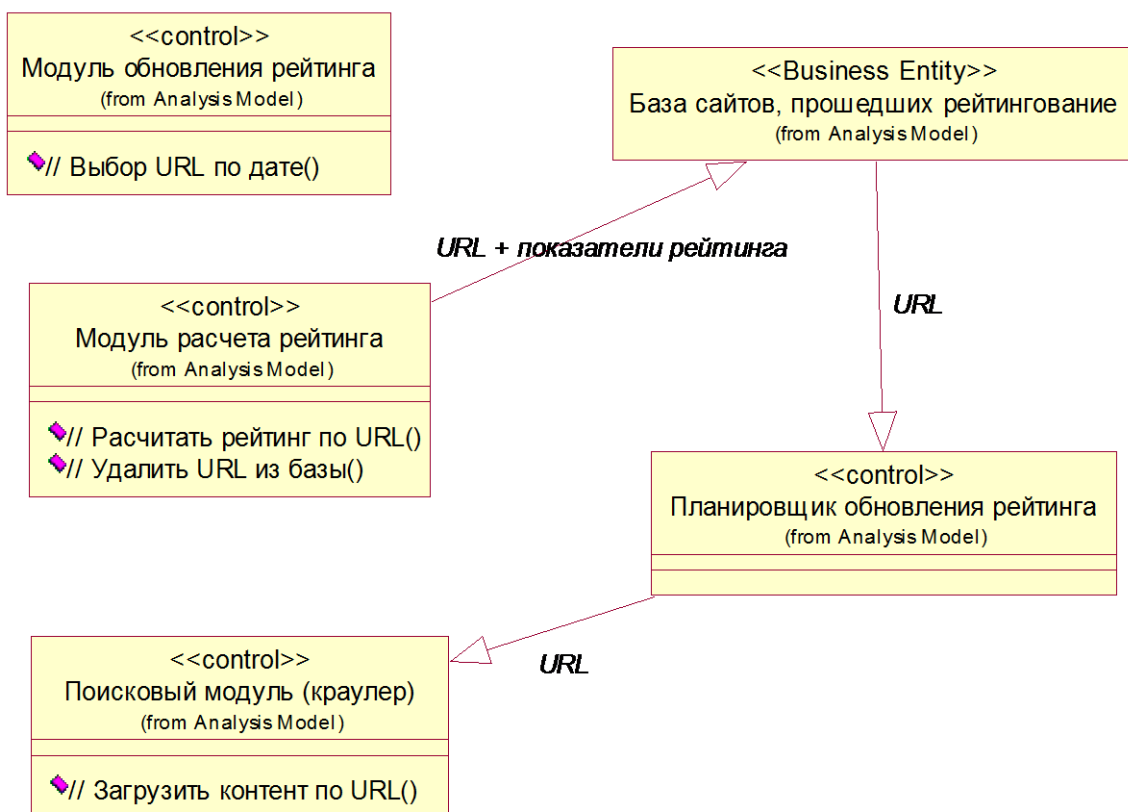 <<control>>
Модуль обновления рейтинга
(from Analysis Model)
// Выбор URL по дате()
<<Business Entity>>
База сайтов, прошедших рейтингование
(from Analysis Model)
URL + показатели рейтинга
URL
<<control>>
Модуль расчета рейтинга
(from Analysis Model)
// Расчитать рейтинг по URL()
// Удалить URL из базы()
<<control>>
Планировщик обновления рейтинга
(from Analysis Model)
URL
<<control>>
Поисковый модуль (краулер)
(from Analysis Model)
// Загрузить контент по URL()